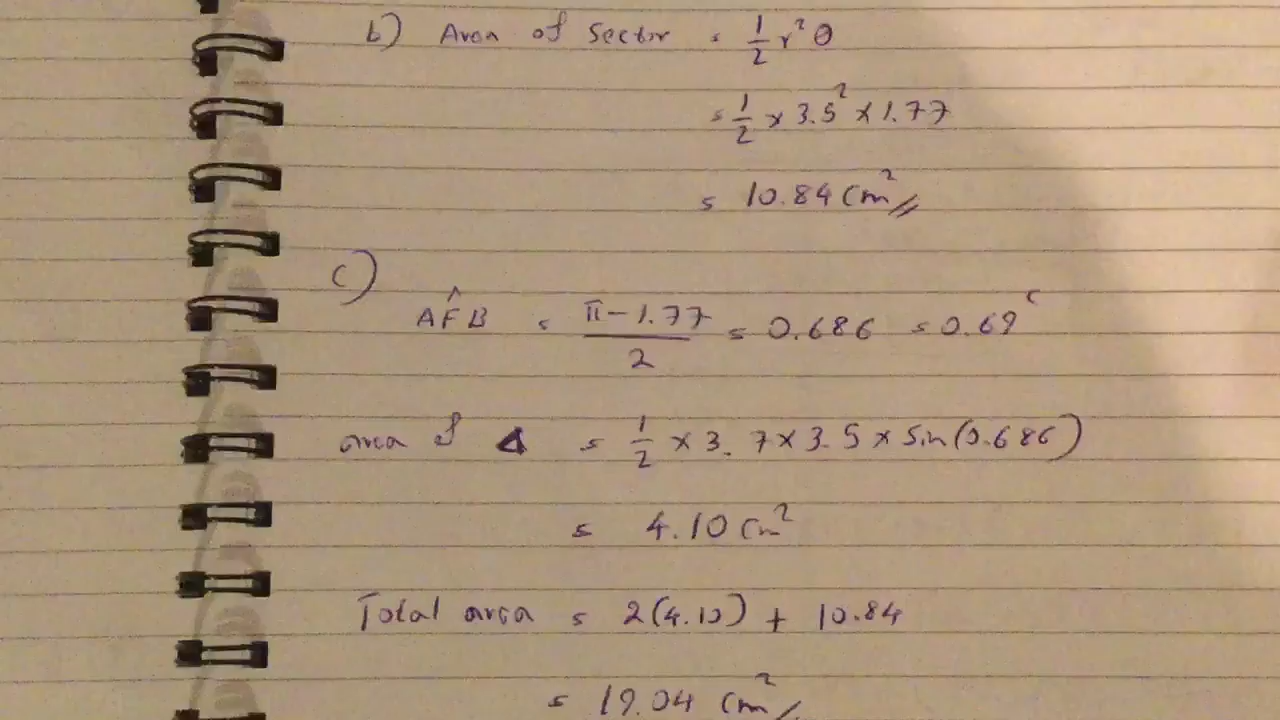 b) Area of Sector = 1/2 r² θ
= 1/2 × 3.5² × 1.77
= 10.84 cm²
c)
AF̂B = (π - 1.77)/2 = 0.686 = 0.69ᶜ
area of Δ = 1/2 × 3.7 × 3.5 × Sin(0.686)
= 4.10 cm²
Total area = 2(4.10) + 10.84
= 19.04 cm²